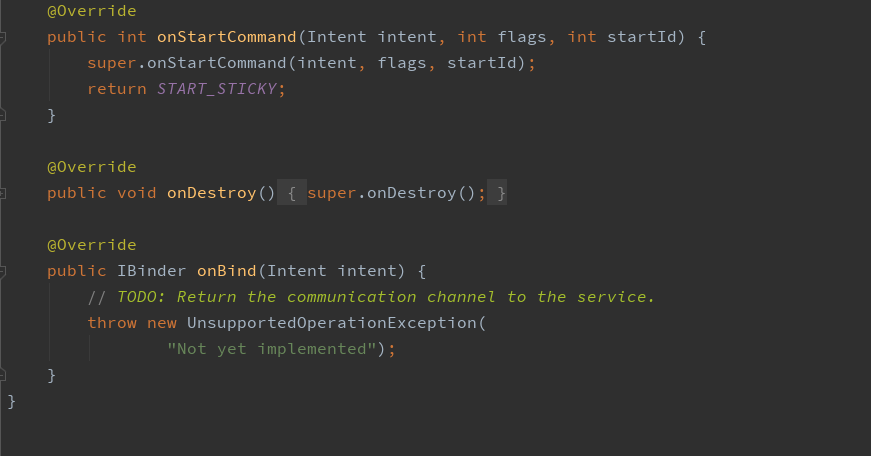 @Override
public int onStartCommand(Intent intent, int flags, int startId) {
super.onStartCommand(intent, flags, startId);
return START_STICKY;
}
@Override
public void onDestroy() { super.onDestroy(); }
@Override
public IBinder onBind(Intent intent) {
// TODO: Return the communication channel to the service.
throw new UnsupportedOperationException(
"Not yet implemented");
}
}